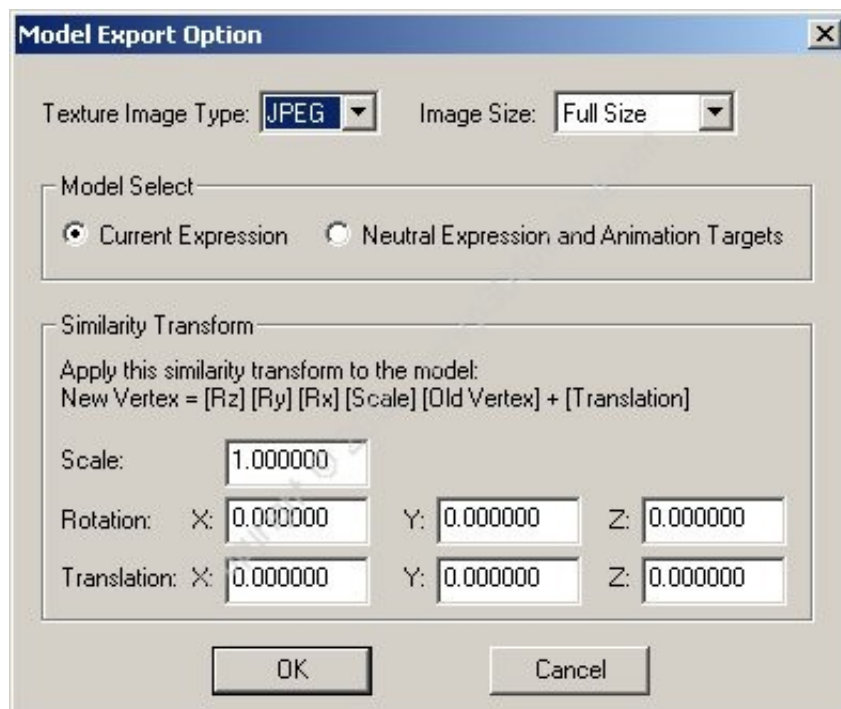 Model Export Option
Texture Image Type: JPEG Image Size: Full Size
Model Select
Current Expression Neutral Expression and Animation Targets
Similarity Transform
Apply this similarity transform to the model:
New Vertex = [Rz] [Ry] [Rx] [Scale] [Old Vertex] + [Translation]
Scale: 1.000000
Rotation: X: 0.000000 Y: 0.000000 Z: 0.000000
Translation: X: 0.000000 Y: 0.000000 Z: 0.000000
OK Cancel